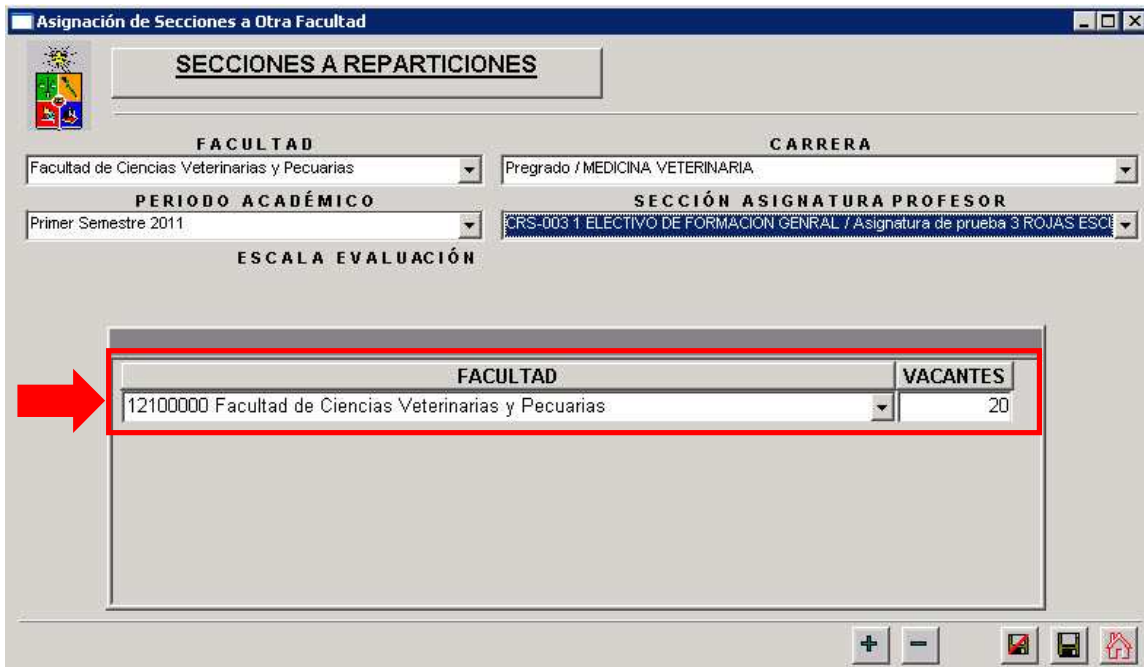 Asignación de Secciones a Otra Facultad
SECCIONES A REPARTICIONES
FACULTAD
CARRERA
Facultad de Ciencias Veterinarias y Pecuarias
Pregrado / MEDICINA VETERINARIA
PERIODO ACADÉMICO
SECCIÓN ASIGNATURA PROFESOR
Primer Semestre 2011
CRS-003 1 ELECTIVO DE FORMACION GENRAL / Asignatura de prueba 3 ROJAS ESCU
ESCALA EVALUACIÓN
FACULTAD VACANTES
12100000 Facultad de Ciencias Veterinarias y Pecuarias 20